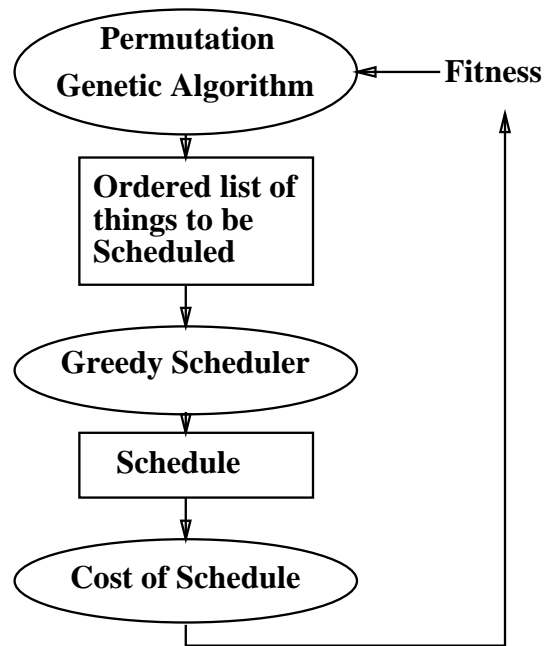 Permutation
Genetic Algorithm
Fitness
Ordered list of
things to be
Scheduled
Greedy Scheduler
Schedule
Cost of Schedule